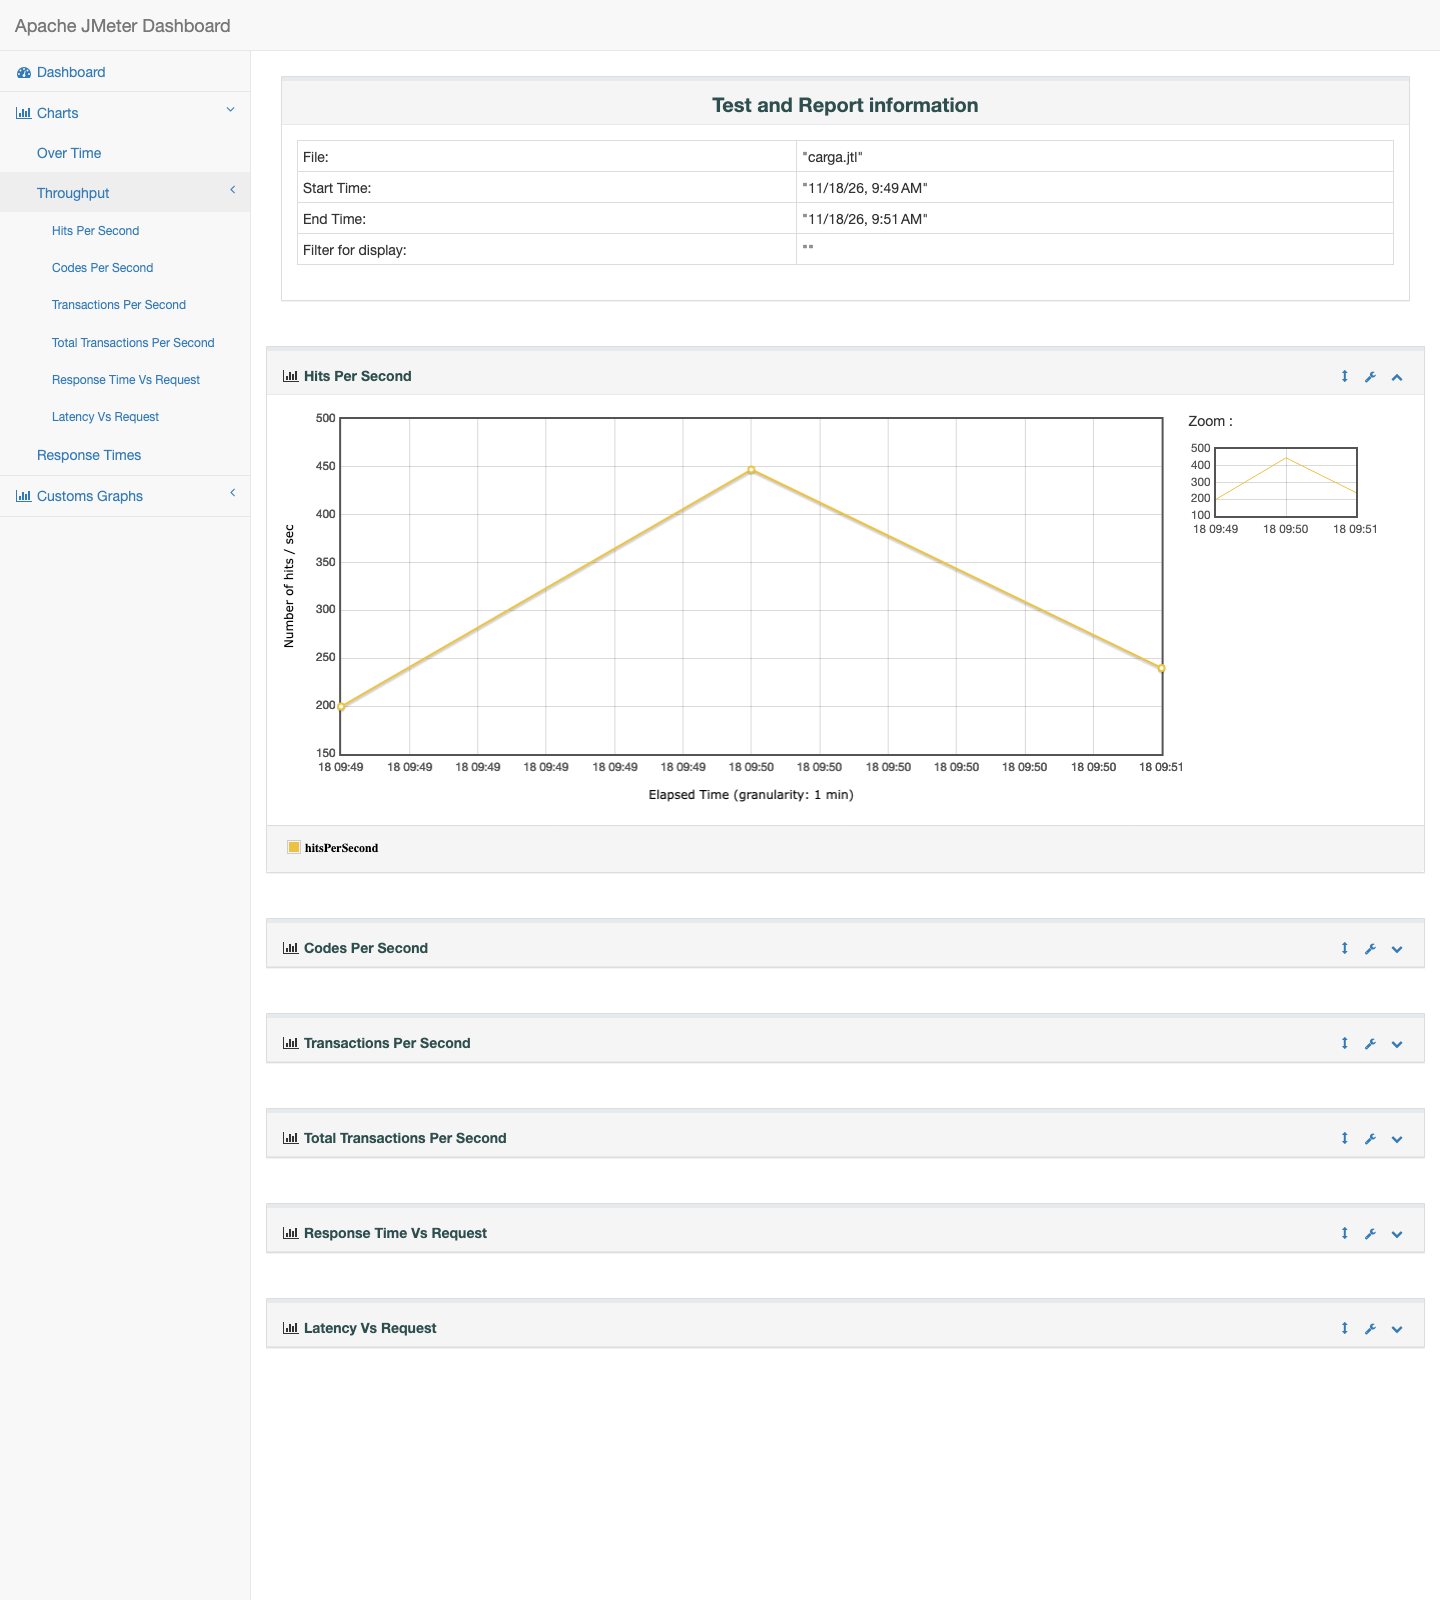 Apache JMeter Dashboard
Dashboard
Charts
Over Time
Throughput
Hits Per Second
Codes Per Second
Transactions Per Second
Total Transactions Per Second
Response Time Vs Request
Latency Vs Request
Response Times
Customs Graphs
Test and Report information
File: "carga.jtl"
Start Time: "11/18/26, 9:49 AM"
End Time: "11/18/26, 9:51 AM"
Filter for display: ""
Hits Per Second
500
450
400
350
300
250
200
150
Number of hits / sec
18 09:49 18 09:49 18 09:49 18 09:49 18 09:49 18 09:49 18 09:50 18 09:50 18 09:50 18 09:50 18 09:50 18 09:50 18 09:51
Elapsed Time (granularity: 1 min)
Zoom :
500
400
300
200
100
18 09:49 18 09:50 18 09:51
hitsPerSecond
Codes Per Second
Transactions Per Second
Total Transactions Per Second
Response Time Vs Request
Latency Vs Request